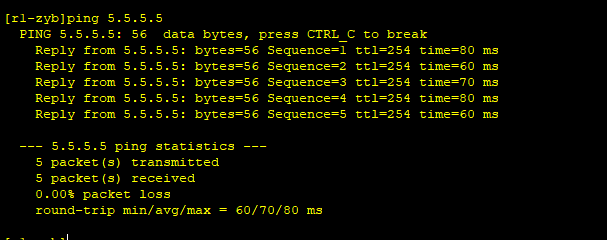 [r1-zyb]ping 5.5.5.5
PING 5.5.5.5: 56  data bytes, press CTRL_C to break
Reply from 5.5.5.5: bytes=56 Sequence=1 ttl=254 time=80 ms
Reply from 5.5.5.5: bytes=56 Sequence=2 ttl=254 time=60 ms
Reply from 5.5.5.5: bytes=56 Sequence=3 ttl=254 time=70 ms
Reply from 5.5.5.5: bytes=56 Sequence=4 ttl=254 time=80 ms
Reply from 5.5.5.5: bytes=56 Sequence=5 ttl=254 time=60 ms
--- 5.5.5.5 ping statistics ---
5 packet(s) transmitted
5 packet(s) received
0.00% packet loss
round-trip min/avg/max = 60/70/80 ms